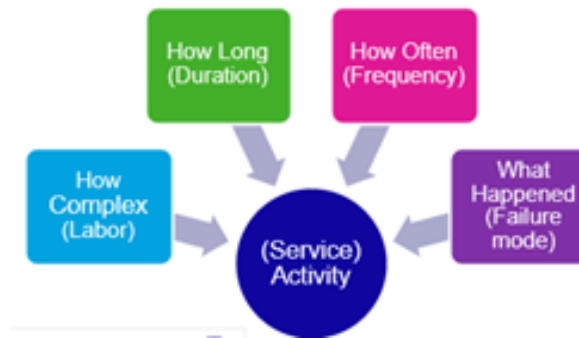 How Long
(Duration)
How Often
(Frequency)
How
Complex
(Labor)
What
Happened
(Failure
mode)
(Service)
Activity